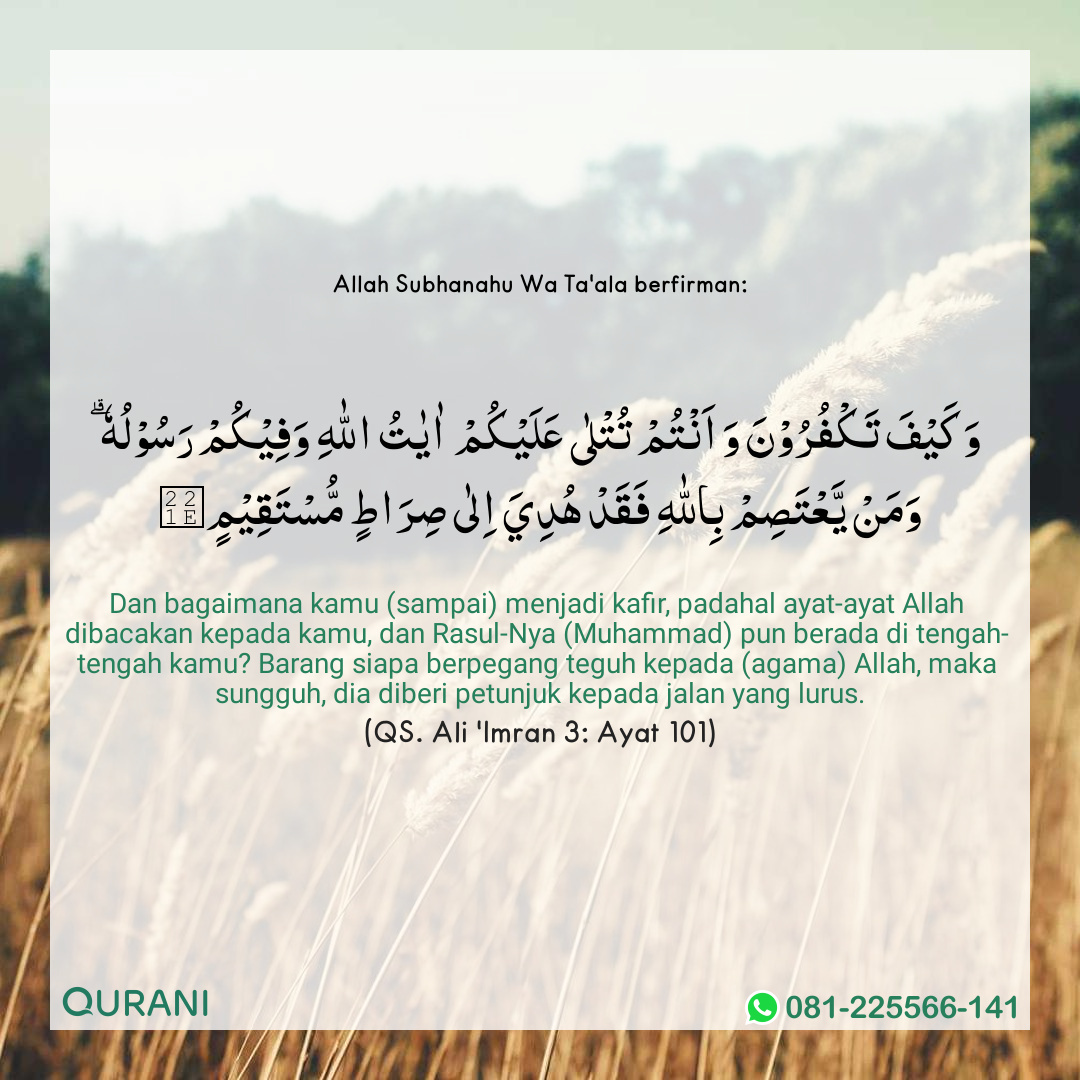 Allah Subhanahu Wa Ta'ala berfirman:
وَكَيْفَ تَكْفُرُوْنَ وَاَنْتُمْ تُتْلٰى عَلَيْكُمْ اٰيٰتُ اللّٰهِ وَفِيْكُمْ رَسُوْلُهٗ ۗ
وَمَنْ يَّعْتَصِمْ بِاللّٰهِ فَقَدْ هُدِيَ اِلٰى صِرَاطٍ مُّسْتَقِيْمٍ
Dan bagaimana kamu (sampai) menjadi kafir, padahal ayat-ayat Allah
dibacakan kepada kamu, dan Rasul-Nya (Muhammad) pun berada di tengah-
tengah kamu? Barang siapa berpegang teguh kepada (agama) Allah, maka
sungguh, dia diberi petunjuk kepada jalan yang lurus.
(QS. Ali 'Imran 3: Ayat 101)
QURANI
081-225566-141